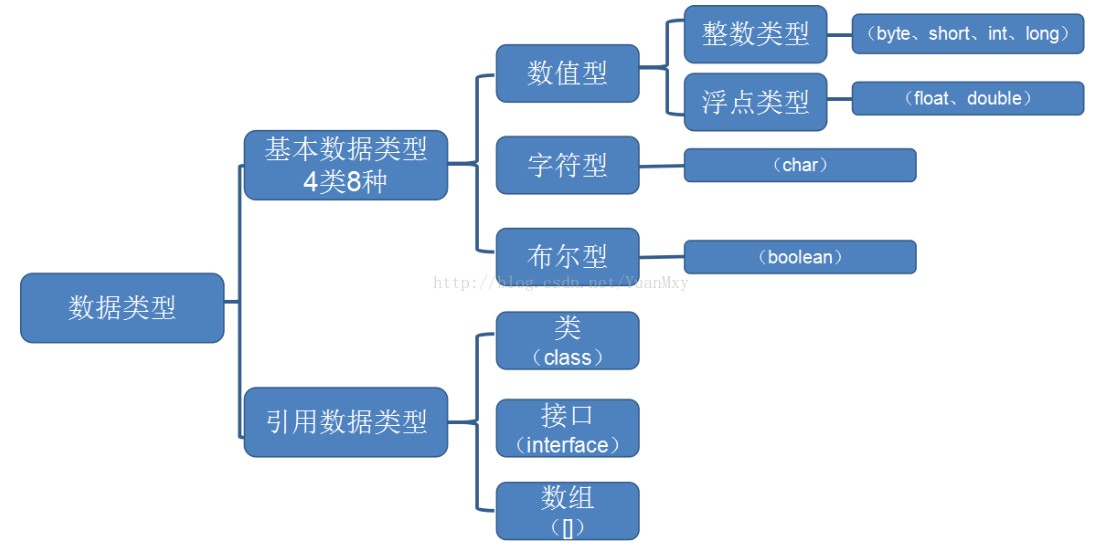 数据类型
基本数据类型
4类8种
数值型
整数类型
（byte、short、int、long）
浮点类型
（float、double）
字符型
（char）
布尔型
（boolean）
http://blog.csdn.net/YuanMxy
引用数据类型
类
（class）
接口
（interface）
数组
（[]）